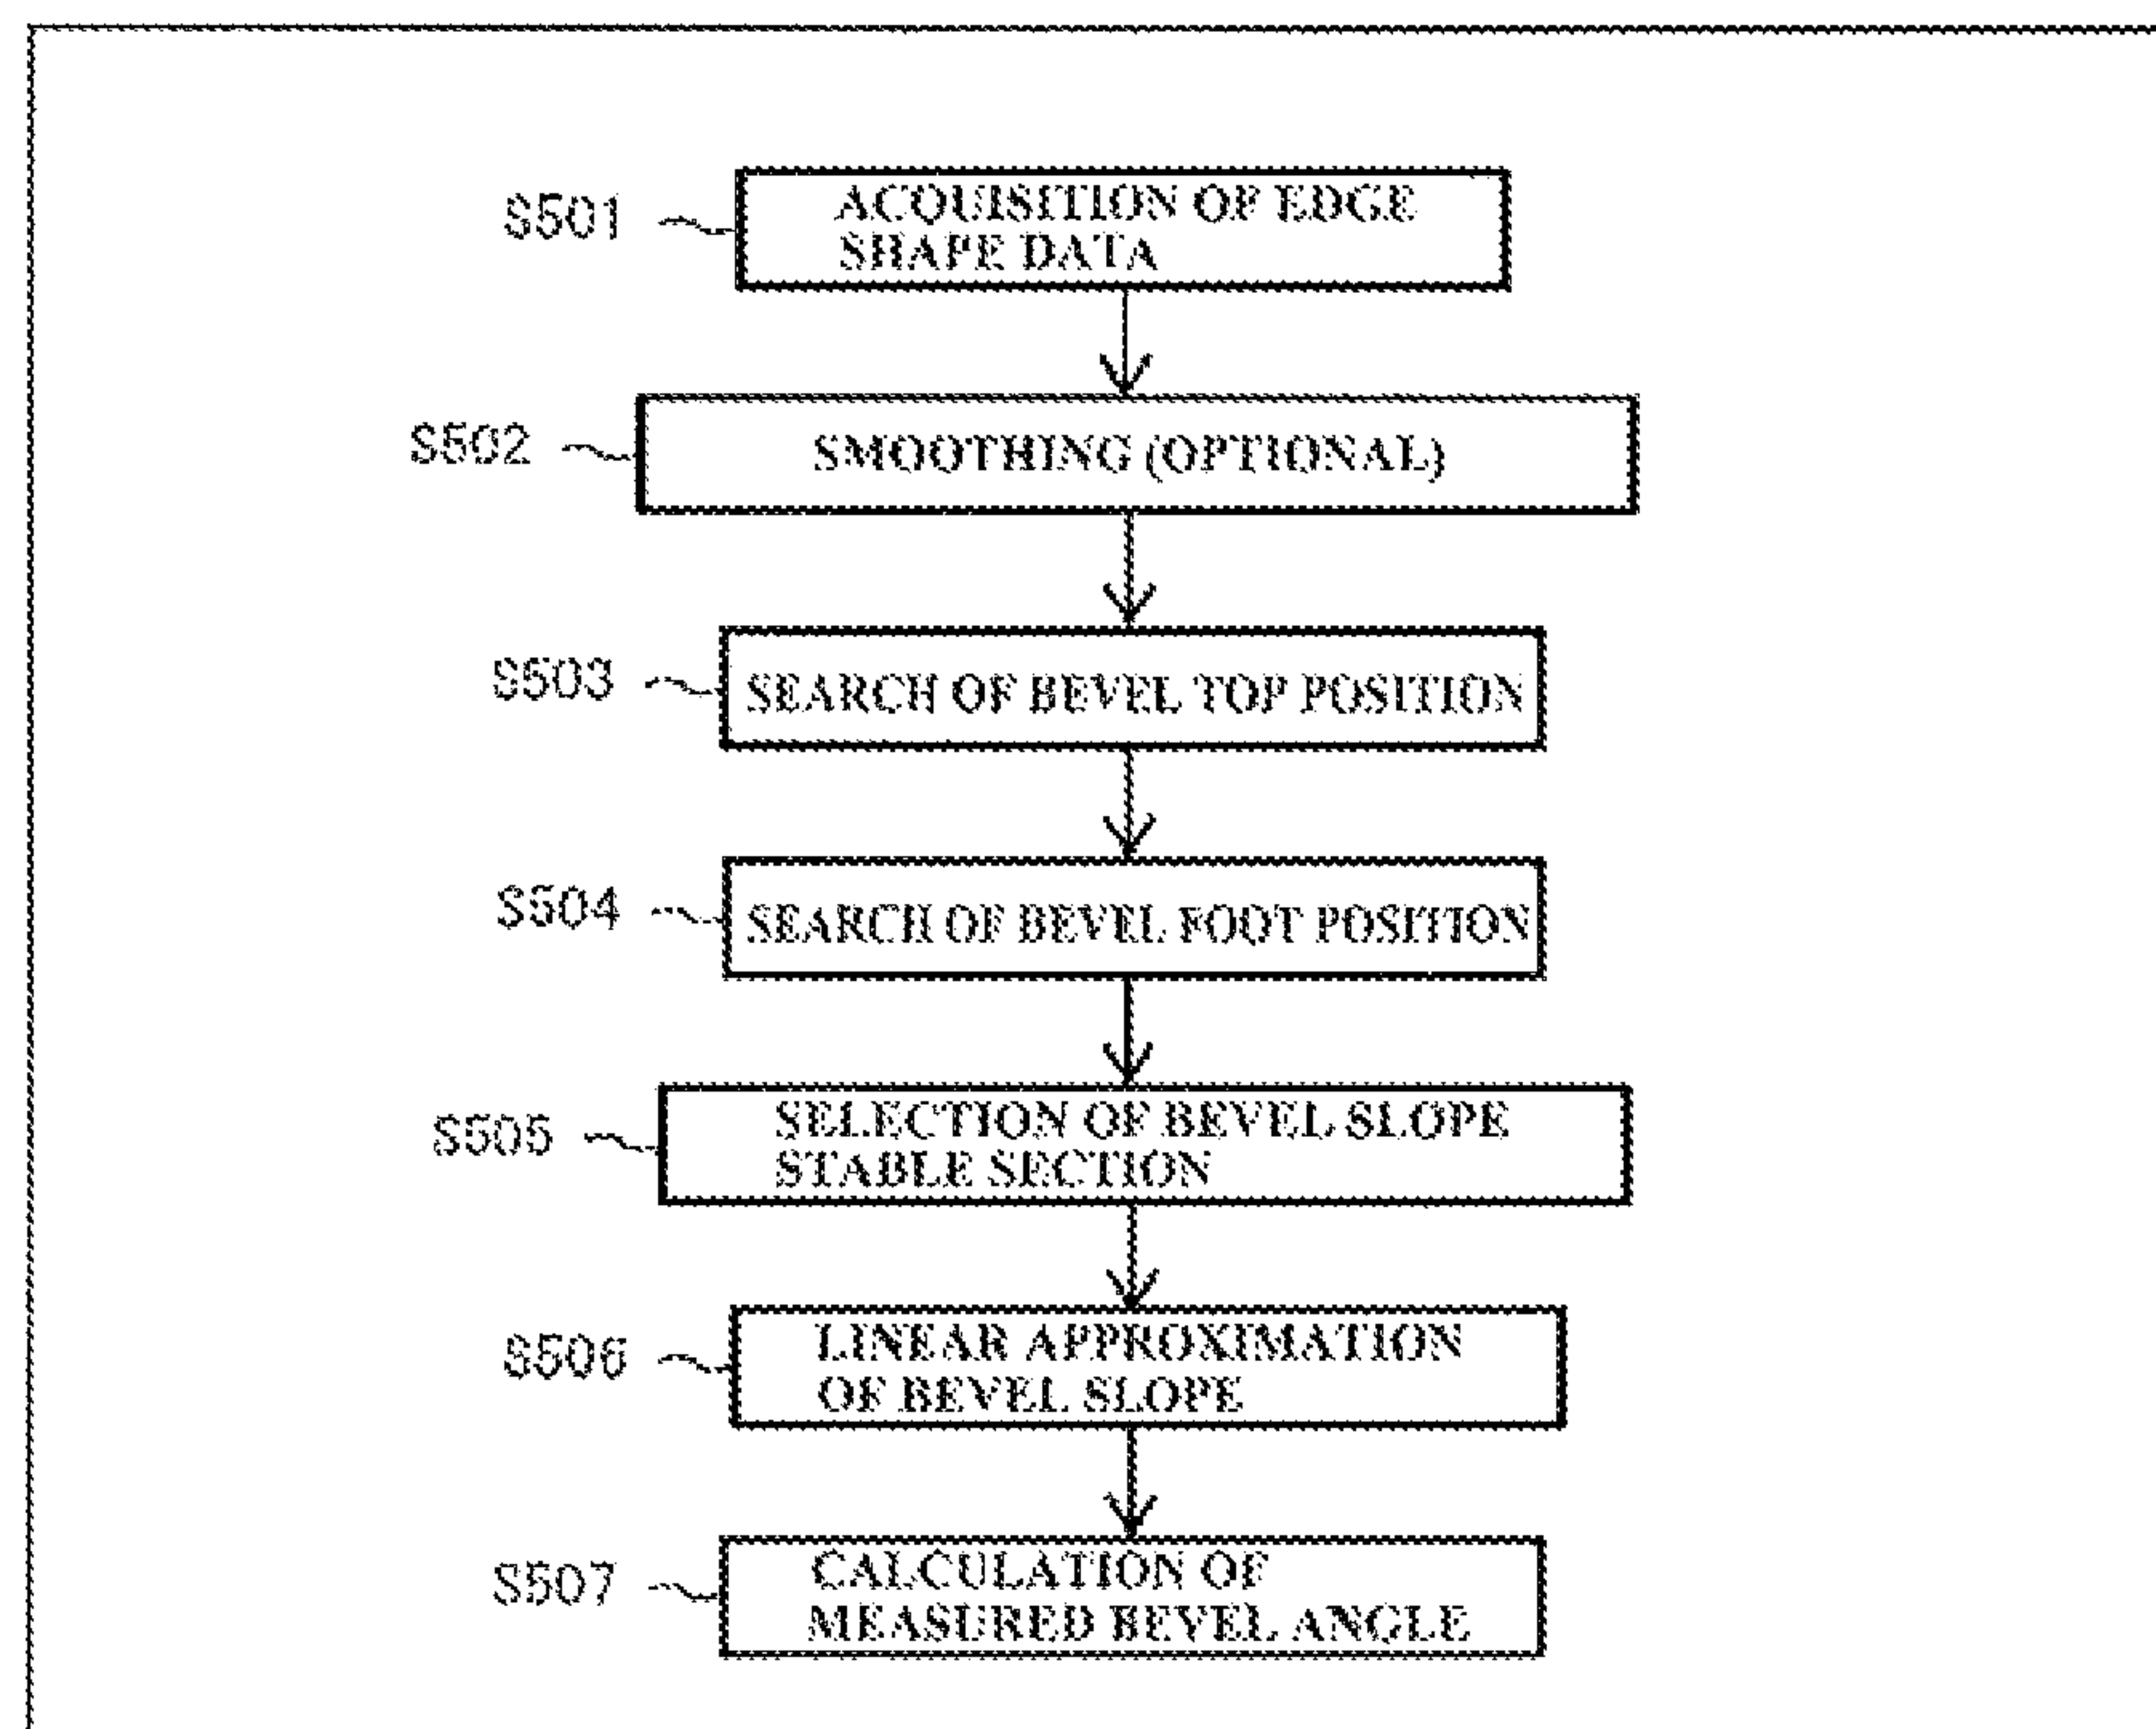 S501
ACQUISITION OF EDGE
SHAPE DATA
S502
SMOOTHING (OPTIONAL)
S503
SEARCH OF BEVEL TOP POSITION
S504
SEARCH OF BEVEL FOOT POSITION
S505
SELECTION OF BEVEL SLOPE
STABLE SECTION
S506
LINEAR APPROXIMATION
OF BEVEL SLOPE
S507
CALCULATION OF
MEASURED BEVEL ANGLE